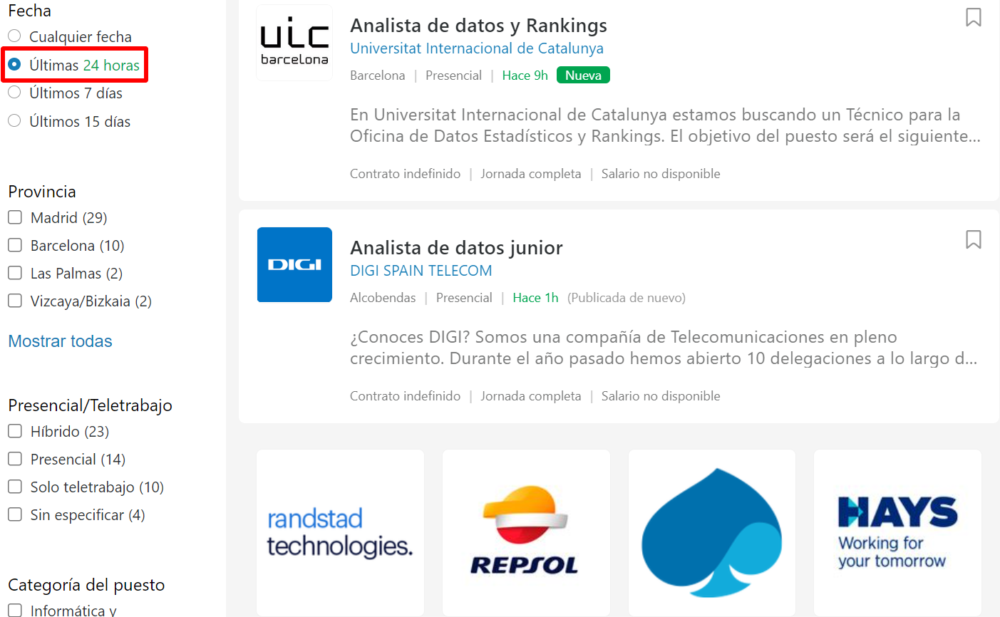 Fecha
Cualquier fecha
Últimas 24 horas
Últimos 7 días
Últimos 15 días
Provincia
Madrid (29)
Barcelona (10)
Las Palmas (2)
Vizcaya/Bizkaia (2)
Mostrar todas
Presencial/Teletrabajo
Híbrido (23)
Presencial (14)
Solo teletrabajo (10)
Sin especificar (4)
Categoría del puesto
Informática y
uic
barcelona
Analista de datos y Rankings
Universitat Internacional de Catalunya
Barcelona | Presencial | Hace 9h Nueva
En Universitat Internacional de Catalunya estamos buscando un Técnico para la
Oficina de Datos Estadísticos y Rankings. El objetivo del puesto será el siguiente...
Contrato indefinido | Jornada completa | Salario no disponible
DIGI
Analista de datos junior
DIGI SPAIN TELECOM
Alcobendas | Presencial | Hace 1h (Publicada de nuevo)
¿Conoces DIGI? Somos una compañía de Telecomunicaciones en pleno
crecimiento. Durante el año pasado hemos abierto 10 delegaciones a lo largo d...
Contrato indefinido | Jornada completa | Salario no disponible
randstad
technologies.
REPSOL
HAYS
Working for
your tomorrow